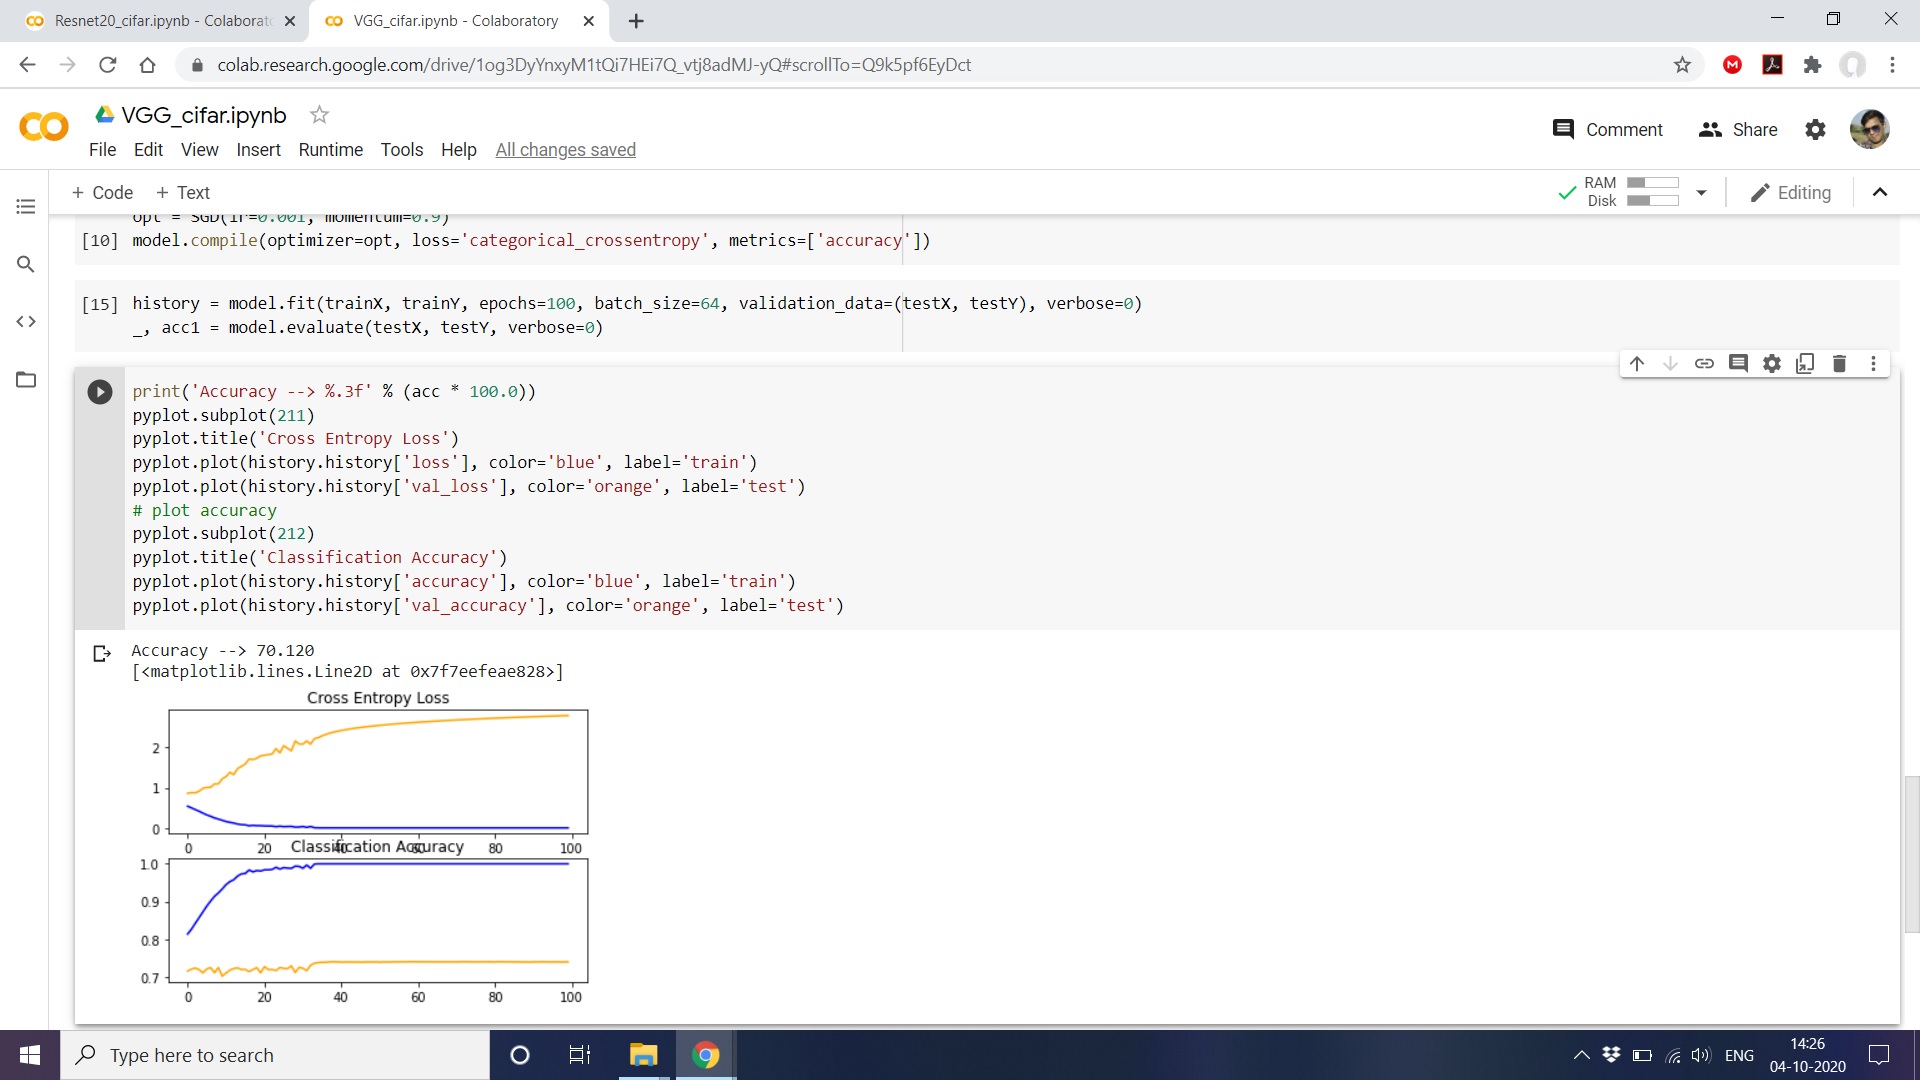 Resnet20_cifar.ipynb - Colaborat
VGG_cifar.ipynb - Colaboratory
colab.research.google.com/drive/1og3DyYnxyM1tQi7HEi7Q_vtj8adMJ-yQ#scrollTo=Q9k5pf6EyDct
VGG_cifar.ipynb
Comment
Share
File Edit View Insert Runtime Tools Help All changes saved
+ Code + Text
RAM
Disk
Editing
opt = SGD(lr=0.001, momentum=0.9)
[10] model.compile(optimizer=opt, loss='categorical_crossentropy', metrics=['accuracy'])
[15] history = model.fit(trainX, trainY, epochs=100, batch_size=64, validation_data=(testX, testY), verbose=0)
_, acc1 = model.evaluate(testX, testY, verbose=0)
print('Accuracy --> %.3f' % (acc * 100.0))
pyplot.subplot(211)
pyplot.title('Cross Entropy Loss')
pyplot.plot(history.history['loss'], color='blue', label='train')
pyplot.plot(history.history['val_loss'], color='orange', label='test')
# plot accuracy
pyplot.subplot(212)
pyplot.title('Classification Accuracy')
pyplot.plot(history.history['accuracy'], color='blue', label='train')
pyplot.plot(history.history['val_accuracy'], color='orange', label='test')
Accuracy --> 70.120
[<matplotlib.lines.Line2D at 0x7f7eefeae828>]
Cross Entropy Loss
2
1
0
0 20 40 60 80 100
Classification Accuracy
1.0
0.9
0.8
0.7
0 20 40 60 80 100
Type here to search
ENG
14:26
04-10-2020